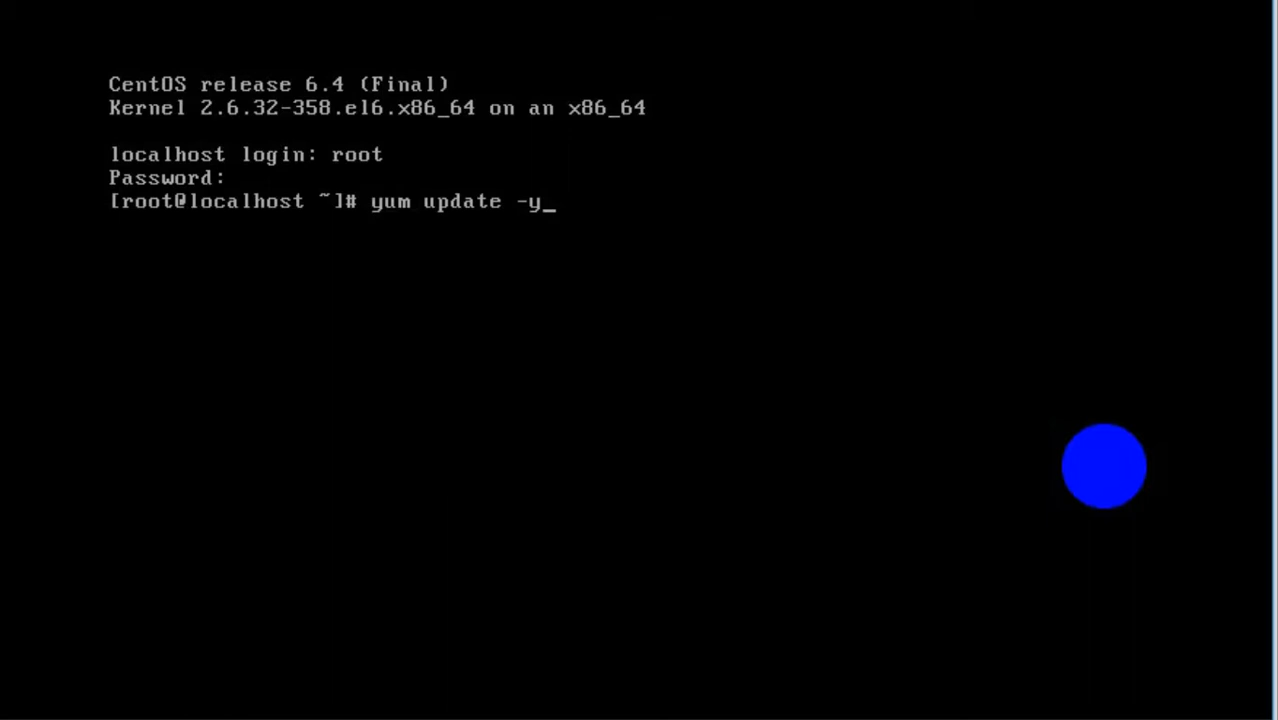 CentOS release 6.4 (Final)
Kernel 2.6.32-358.el6.x86_64 on an x86_64
localhost login: root
Password:
[root@localhost ~]# yum update -y_